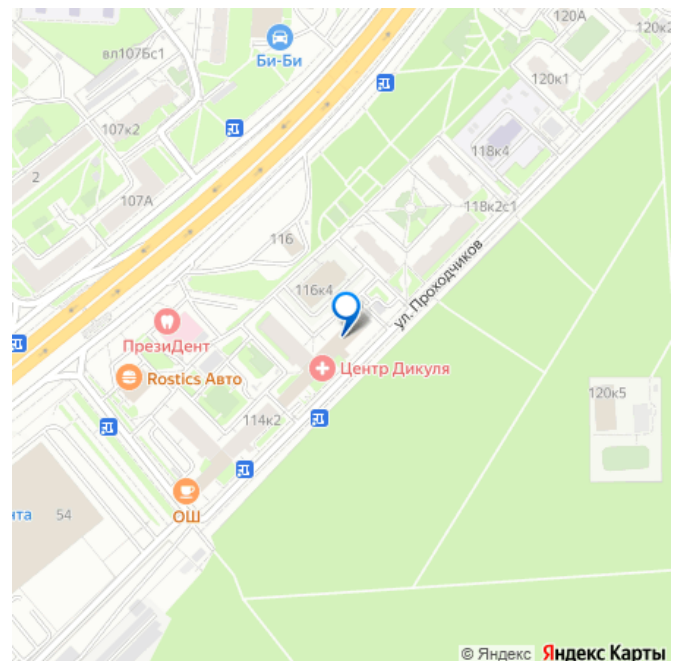 120А
120к2
вл107Бс1
Би-Би
120к1
107к2
118к4
2
107А
118к2с1
116
ул. Проходчиков
116к4
ПрезиДент
Rostics Авто
Центр Дикуля
120к5
114к2
нта 54
ОШ
© Яндекс Яндекс Карты